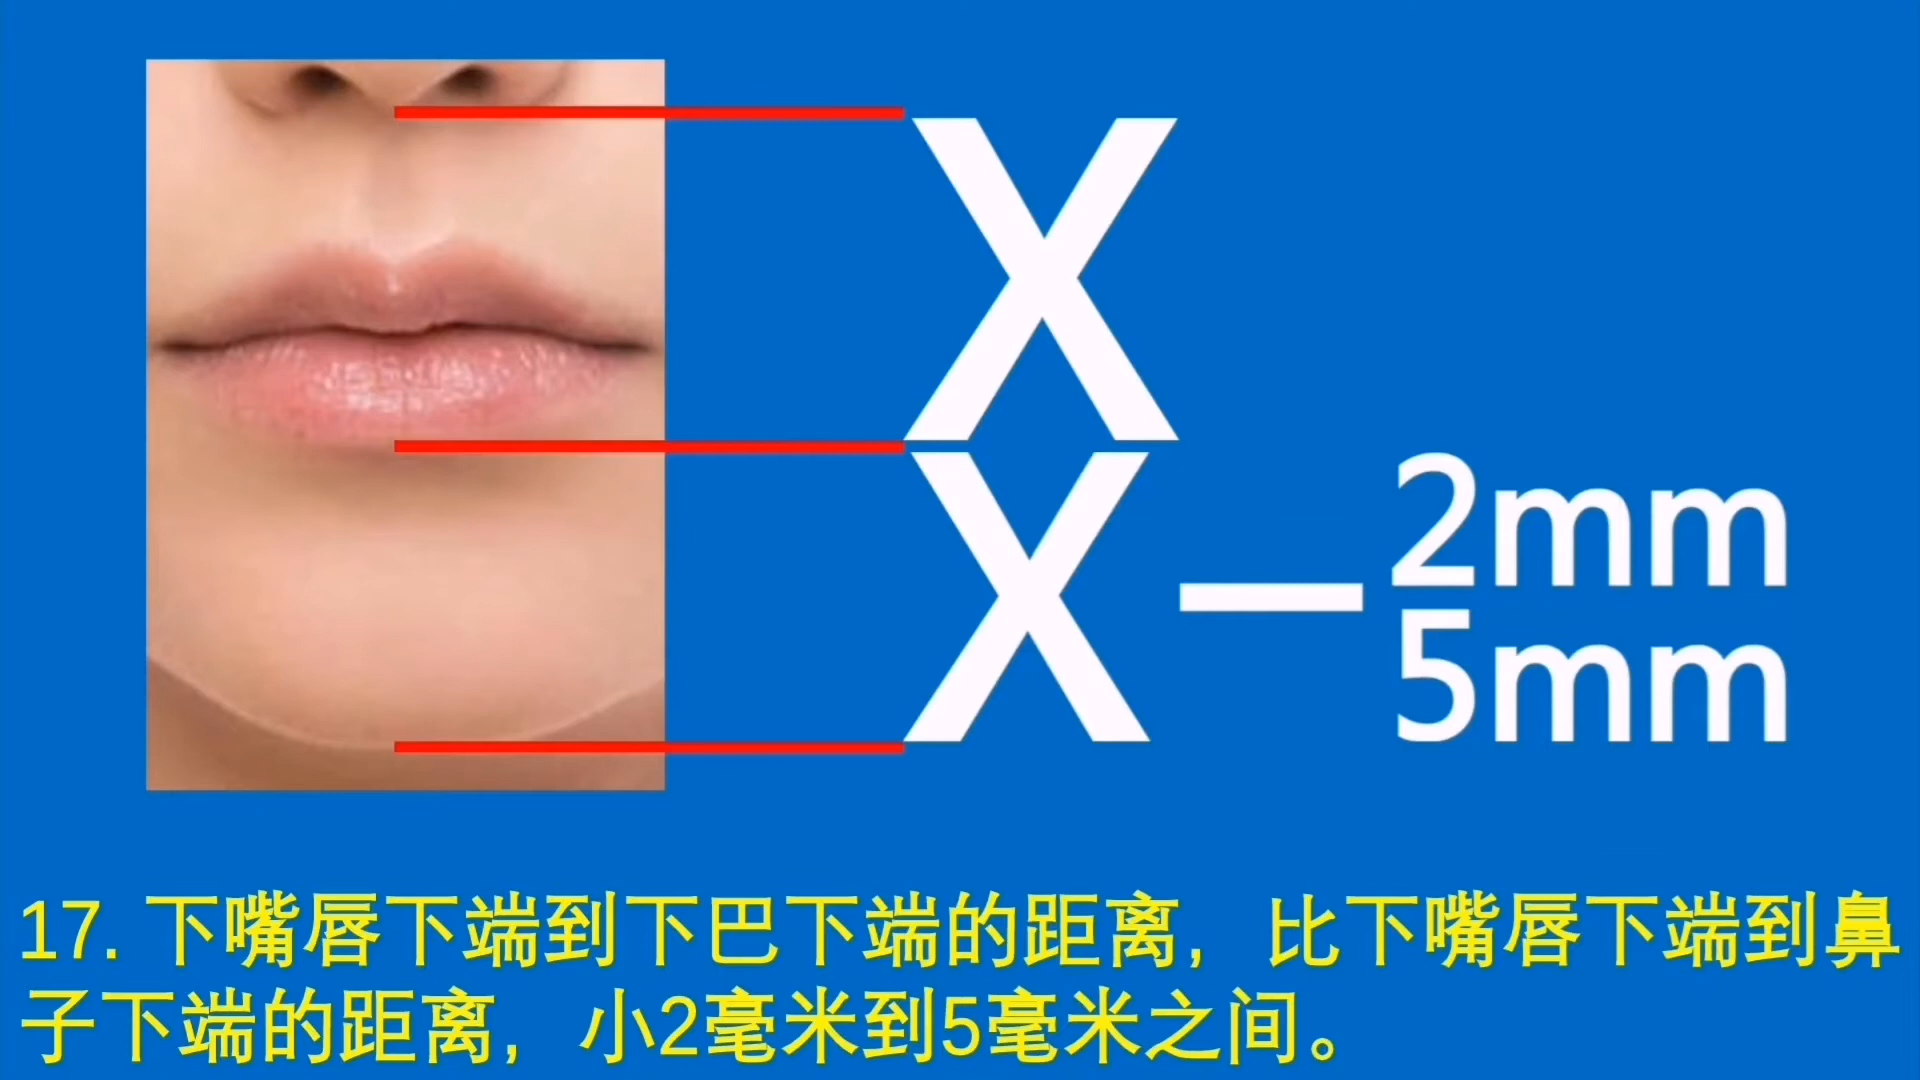 X
X — 2mm
5mm
17. 下嘴唇下端到下巴下端的距离，比下嘴唇下端到鼻
子下端的距离，小2毫米到5毫米之间。